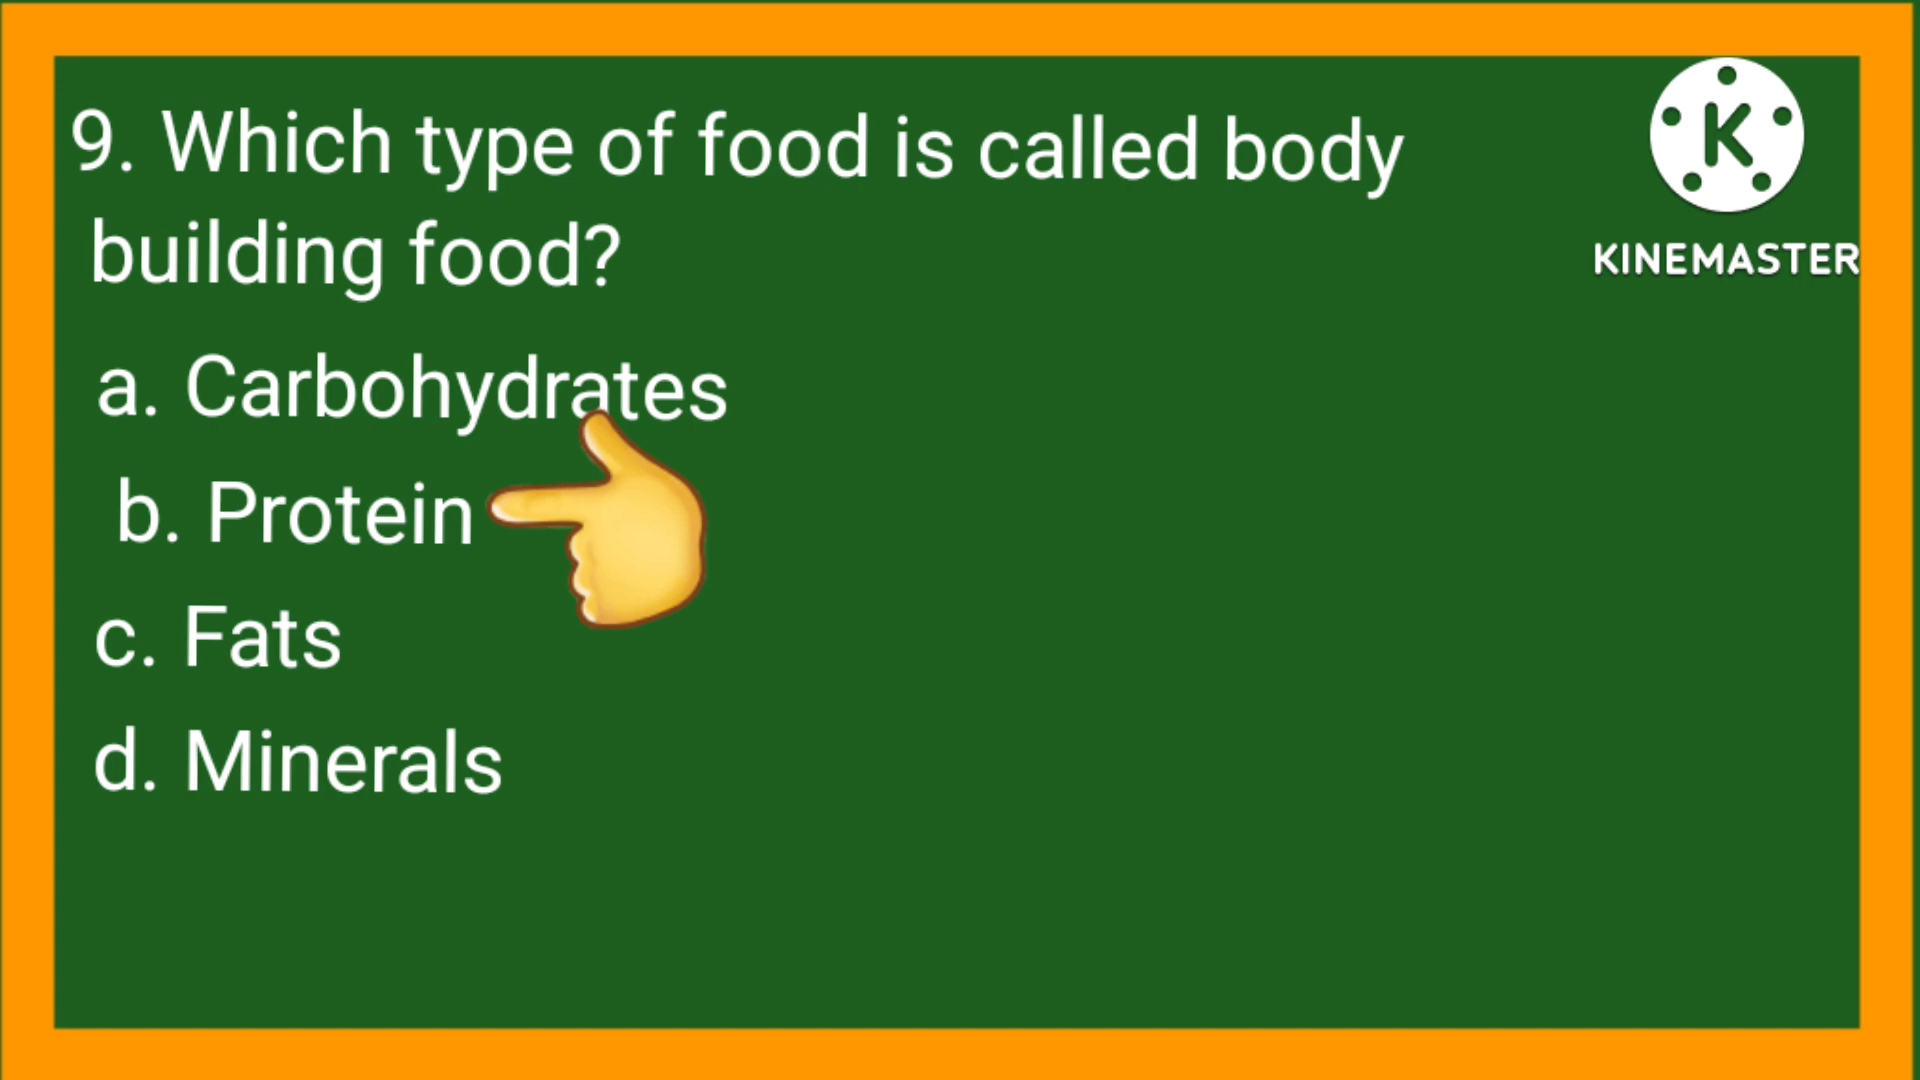 9. Which type of food is called body
building food?
a. Carbohydrates
b. Protein
c. Fats
d. Minerals
K
KINEMASTER